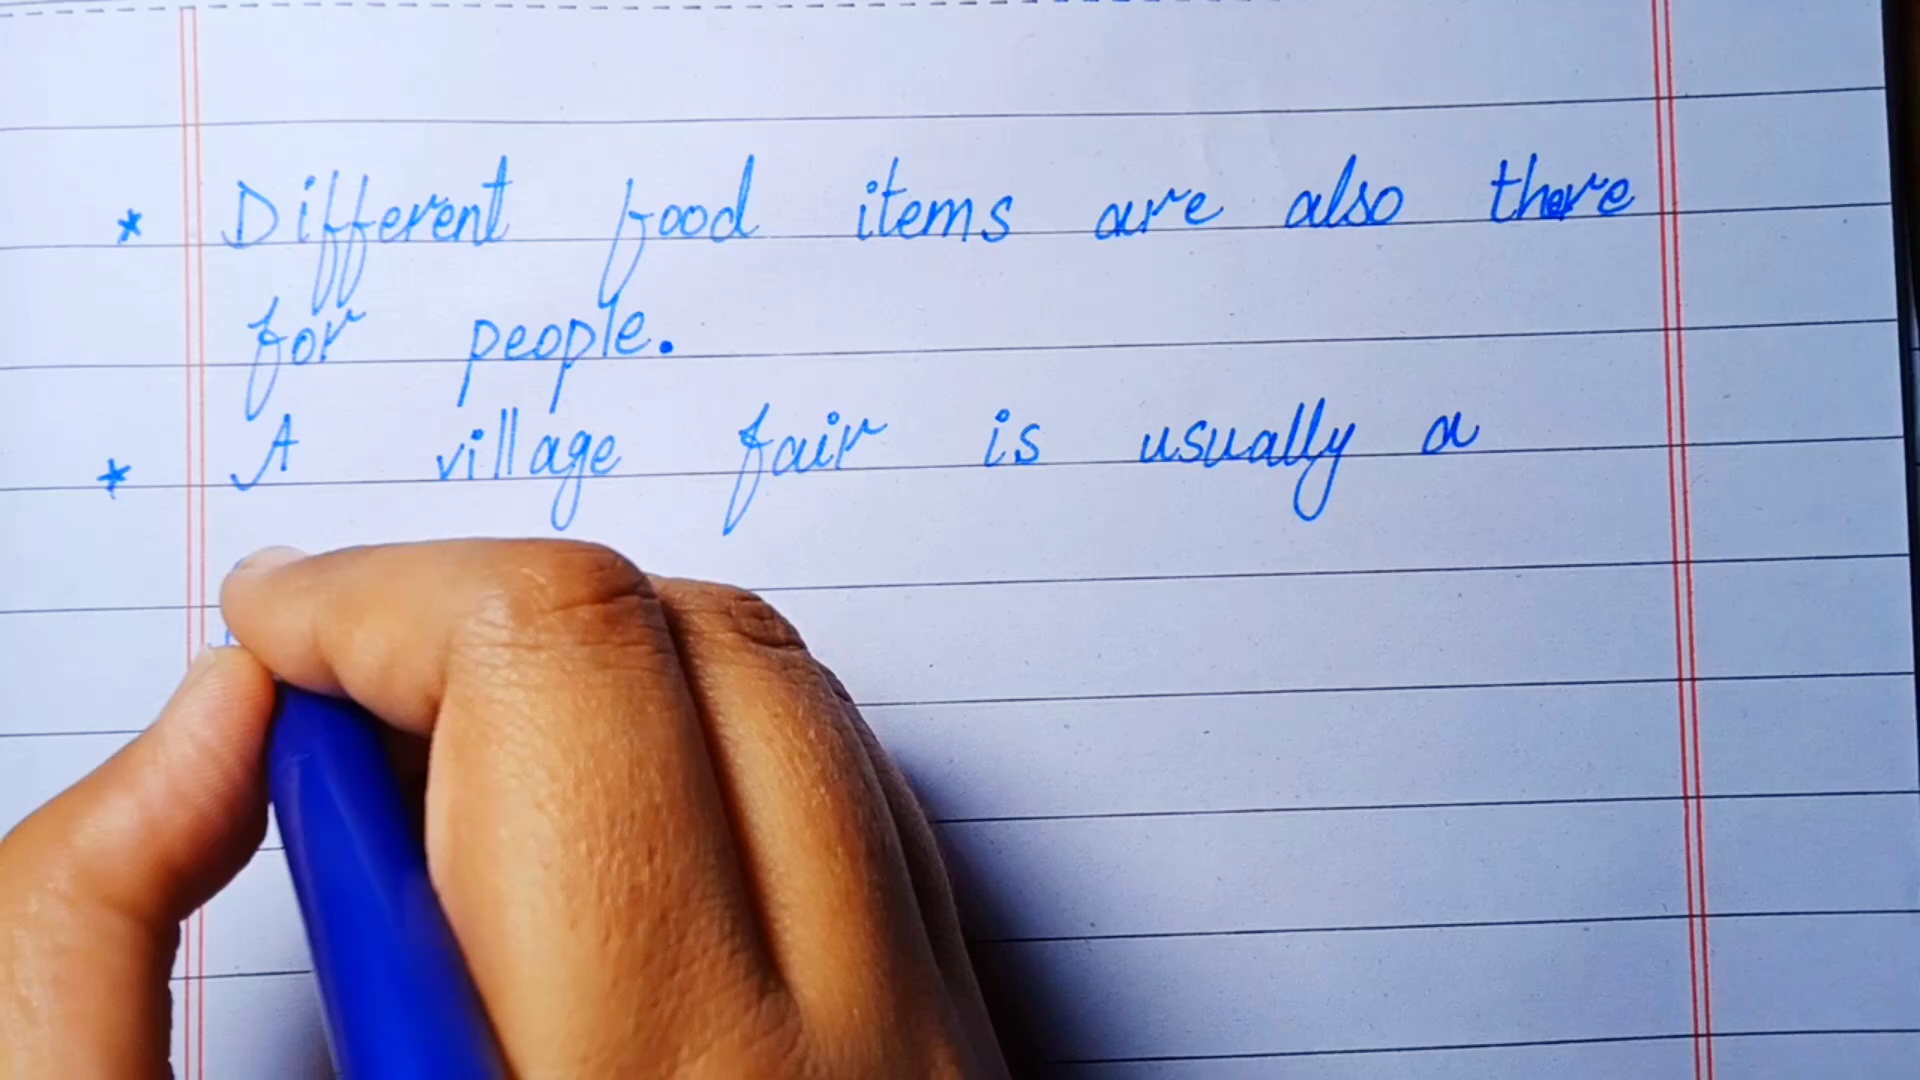 * Different food items are also there
for people.
* A village fair is usually a